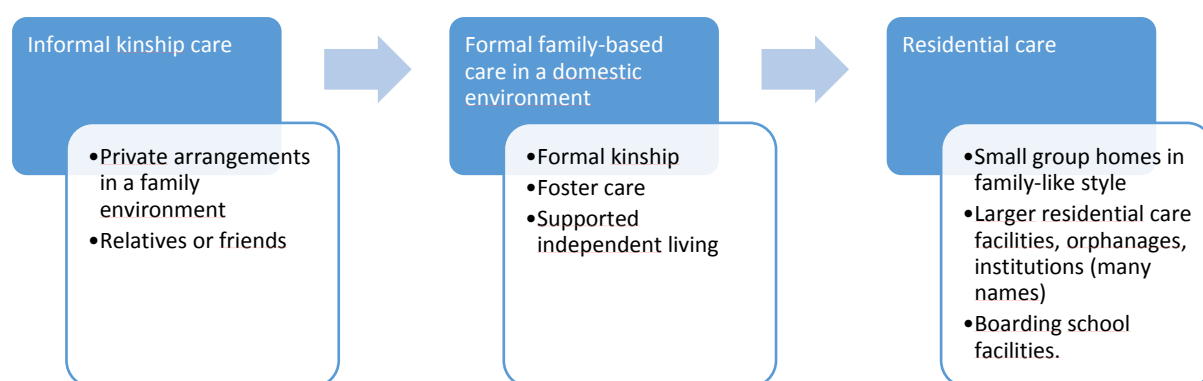 Informal kinship care
•Private arrangements
in a family
environment
•Relatives or friends
Formal family-based
care in a domestic
environment
•Formal kinship
•Foster care
•Supported
independent living
Residential care
•Small group homes in
family-like style
•Larger residential care
facilities, orphanages,
institutions (many
names)
•Boarding school
facilities.